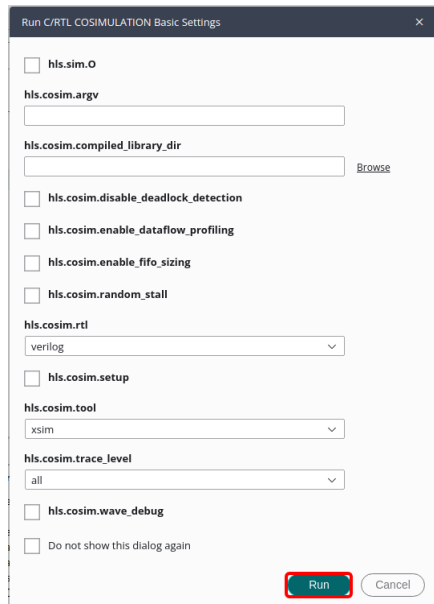 Run C/RTL COSIMULATION Basic Settings
hls.sim.O
hls.cosim.argv
hls.cosim.compiled_library_dir
Browse
hls.cosim.disable_deadlock_detection
hls.cosim.enable_dataflow_profiling
hls.cosim.enable_fifo_sizing
hls.cosim.random_stall
hls.cosim.rtl
verilog
hls.cosim.setup
hls.cosim.tool
xsim
hls.cosim.trace_level
all
hls.cosim.wave_debug
Do not show this dialog again
Run Cancel